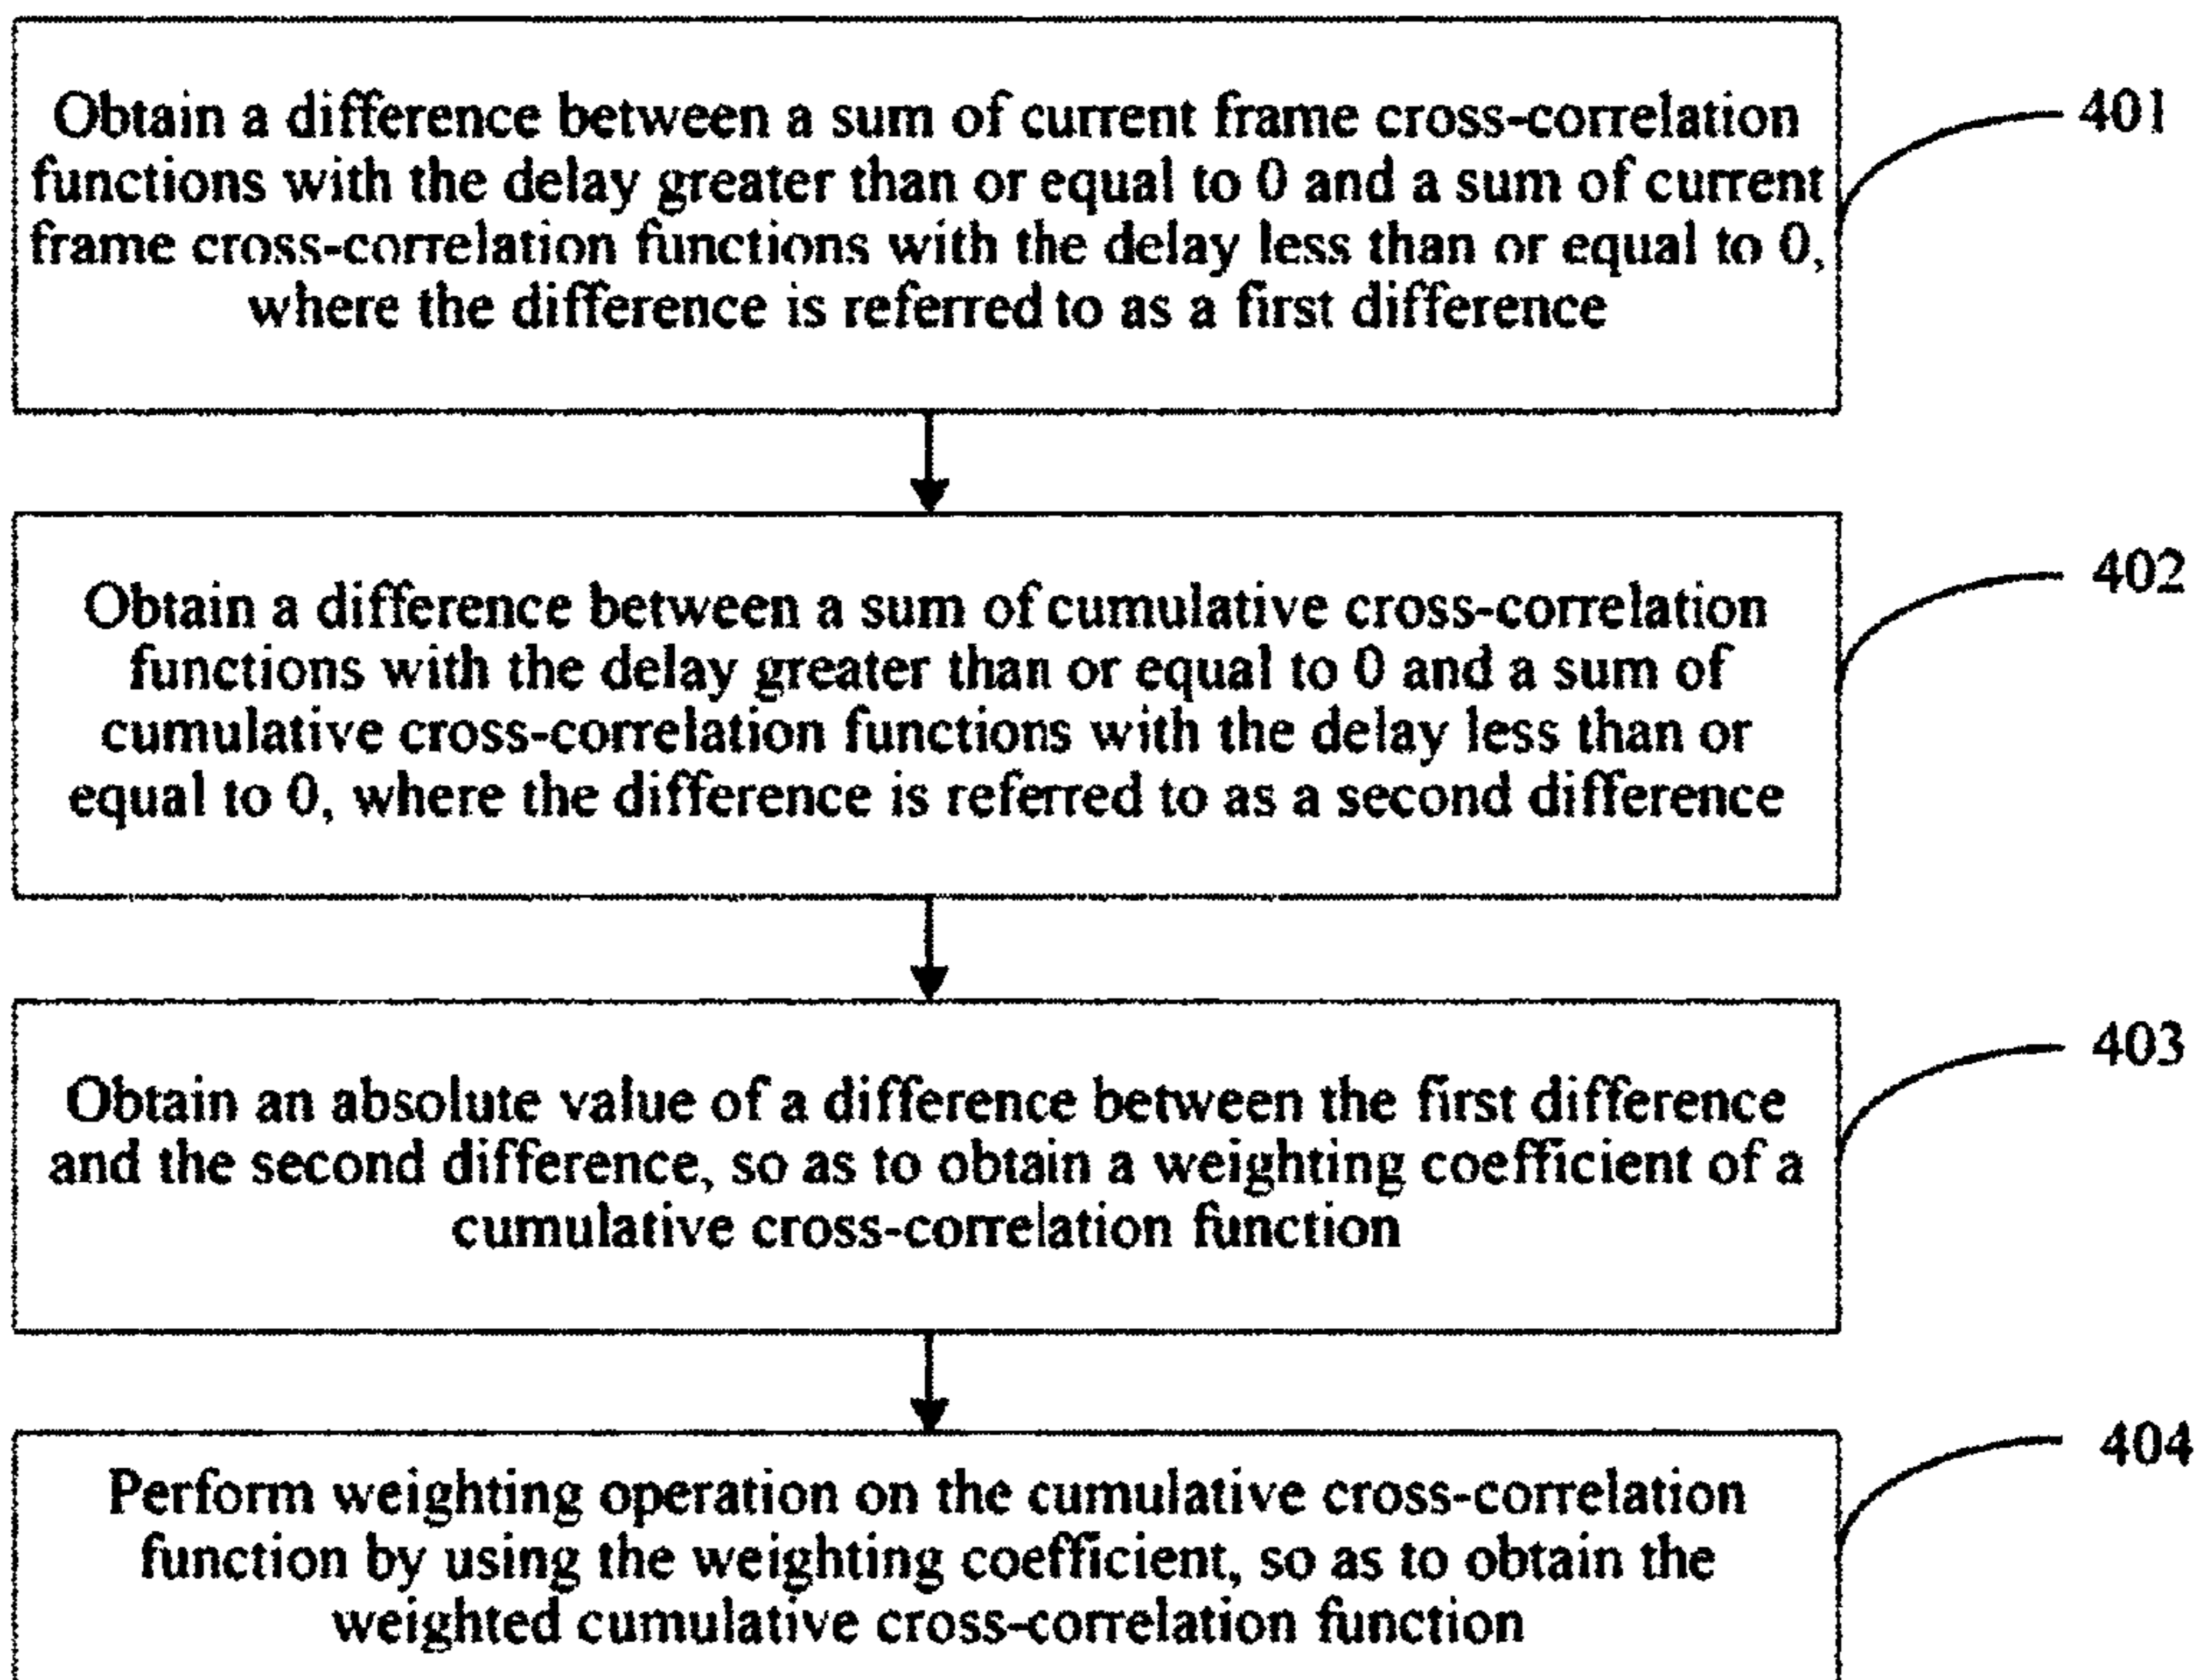 Obtain a difference between a sum of current frame cross-correlation
functions with the delay greater than or equal to 0 and a sum of current
frame cross-correlation functions with the delay less than or equal to 0,
where the difference is referred to as a first difference
401
Obtain a difference between a sum of cumulative cross-correlation
functions with the delay greater than or equal to 0 and a sum of
cumulative cross-correlation functions with the delay less than or
equal to 0, where the difference is referred to as a second difference
402
Obtain an absolute value of a difference between the first difference
and the second difference, so as to obtain a weighting coefficient of a
cumulative cross-correlation function
403
Perform weighting operation on the cumulative cross-correlation
function by using the weighting coefficient, so as to obtain the
weighted cumulative cross-correlation function
404